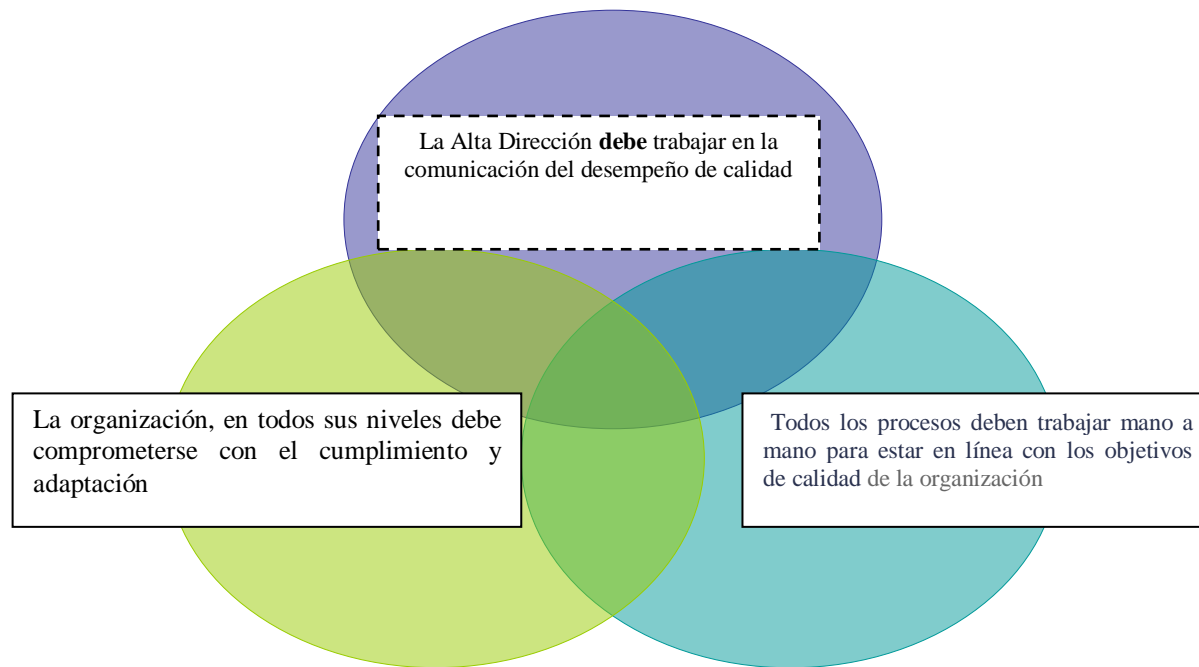 La Alta Dirección debe trabajar en la
comunicación del desempeño de calidad
La organización, en todos sus niveles debe
comprometerse con el cumplimiento y
adaptación
Todos los procesos deben trabajar mano a
mano para estar en línea con los objetivos
de calidad de la organización